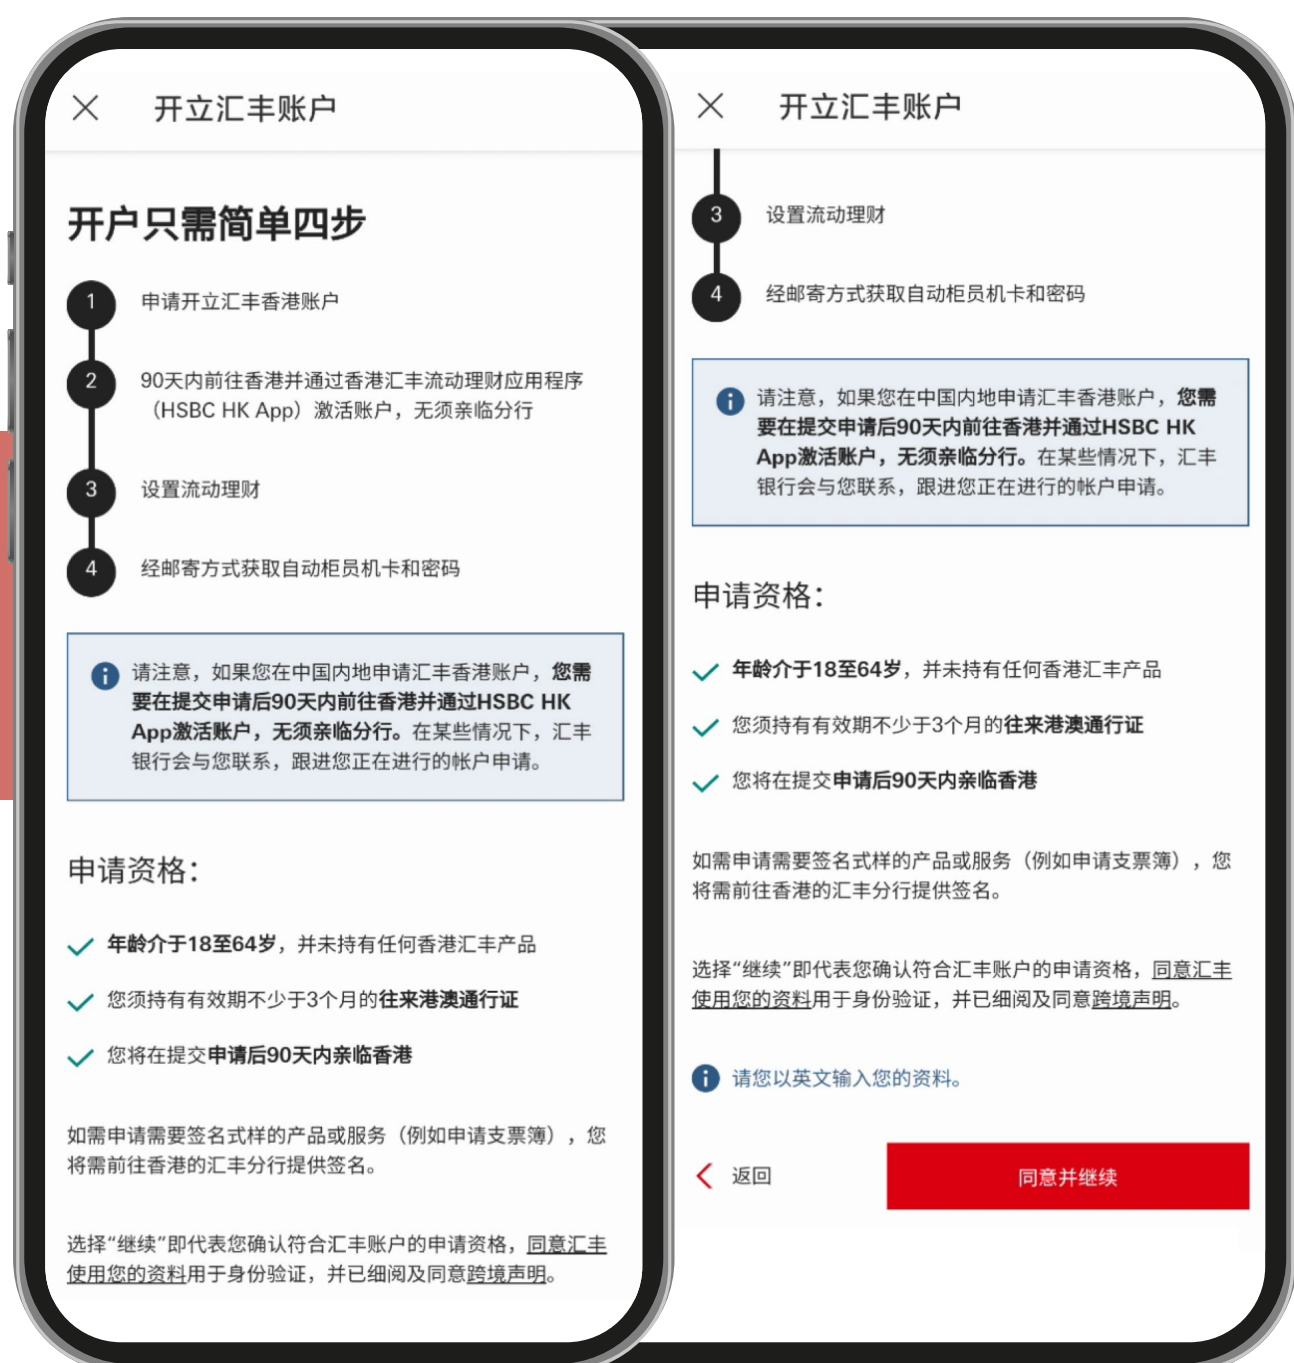 开立汇丰账户
开户只需简单四步
1 申请开立汇丰香港账户
2 90天内前往香港并通过香港汇丰流动理财应用程序
（HSBC HK App）激活账户，无须亲临分行
3 设置流动理财
4 经邮寄方式获取自动柜员机卡和密码
请注意，如果您在中国内地申请汇丰香港账户，您需
要在提交申请后90天内前往香港并通过HSBC HK
App激活账户，无须亲临分行。在某些情况下，汇丰
银行会与您联系，跟进您正在进行的帐户申请。
申请资格：
年龄介于18至64岁，并未持有任何香港汇丰产品
您须持有有效期不少于3个月的往来港澳通行证
您将在提交申请后90天内亲临香港
如需申请需要签名式样的产品或服务（例如申请支票簿），您
将需前往香港的汇丰分行提供签名。
选择“继续”即代表您确认符合汇丰账户的申请资格，同意汇丰
使用您的资料用于身份验证，并已细阅及同意跨境声明。
开立汇丰账户
3 设置流动理财
4 经邮寄方式获取自动柜员机卡和密码
请注意，如果您在中国内地申请汇丰香港账户，您需
要在提交申请后90天内前往香港并通过HSBC HK
App激活账户，无须亲临分行。在某些情况下，汇丰
银行会与您联系，跟进您正在进行的帐户申请。
申请资格：
年龄介于18至64岁，并未持有任何香港汇丰产品
您须持有有效期不少于3个月的往来港澳通行证
您将在提交申请后90天内亲临香港
如需申请需要签名式样的产品或服务（例如申请支票簿），您
将需前往香港的汇丰分行提供签名。
选择“继续”即代表您确认符合汇丰账户的申请资格，同意汇丰
使用您的资料用于身份验证，并已细阅及同意跨境声明。
请您以英文输入您的资料。
返回 同意并继续